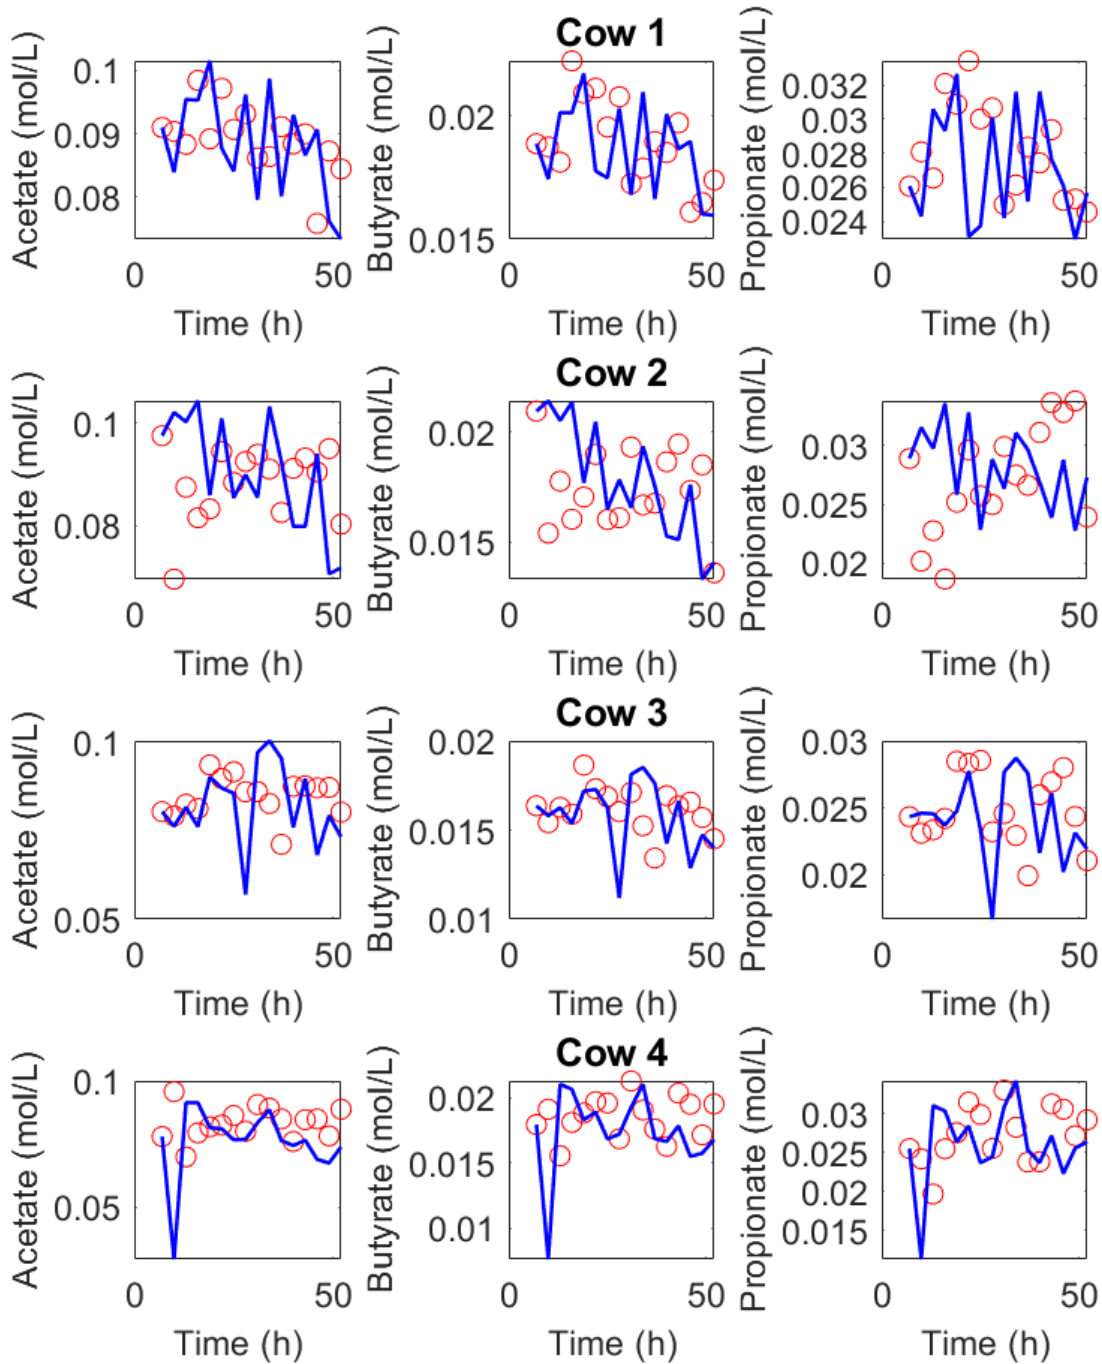 Cow 1
Acetate (mol/L)
0.1
0.09
0.08
0
50
Time (h)
Butyrate (mol/L)
0.02
0.015
0
50
Time (h)
Propionate (mol/L)
0.032
0.03
0.028
0.026
0.024
0
50
Time (h)
Cow 2
Acetate (mol/L)
0.1
0.08
0
50
Time (h)
Butyrate (mol/L)
0.02
0.015
0
50
Time (h)
Propionate (mol/L)
0.03
0.025
0.02
0
50
Time (h)
Cow 3
Acetate (mol/L)
0.1
0.05
0
50
Time (h)
Butyrate (mol/L)
0.02
0.015
0.01
0
50
Time (h)
Propionate (mol/L)
0.03
0.025
0.02
0
50
Time (h)
Cow 4
Acetate (mol/L)
0.1
0.05
0
50
Time (h)
Butyrate (mol/L)
0.02
0.015
0.01
0
50
Time (h)
Propionate (mol/L)
0.03
0.025
0.02
0.015
0
50
Time (h)